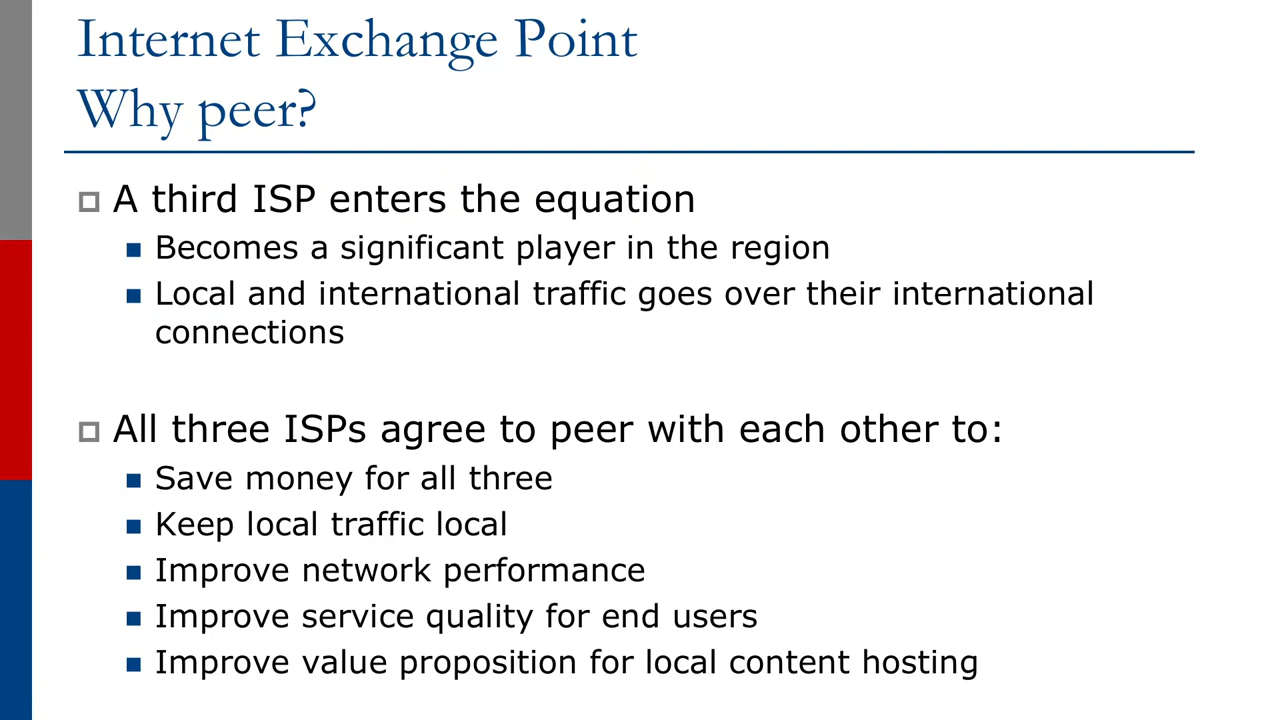 Internet Exchange Point
Why peer?
A third ISP enters the equation
Becomes a significant player in the region
Local and international traffic goes over their international
connections
All three ISPs agree to peer with each other to:
Save money for all three
Keep local traffic local
Improve network performance
Improve service quality for end users
Improve value proposition for local content hosting